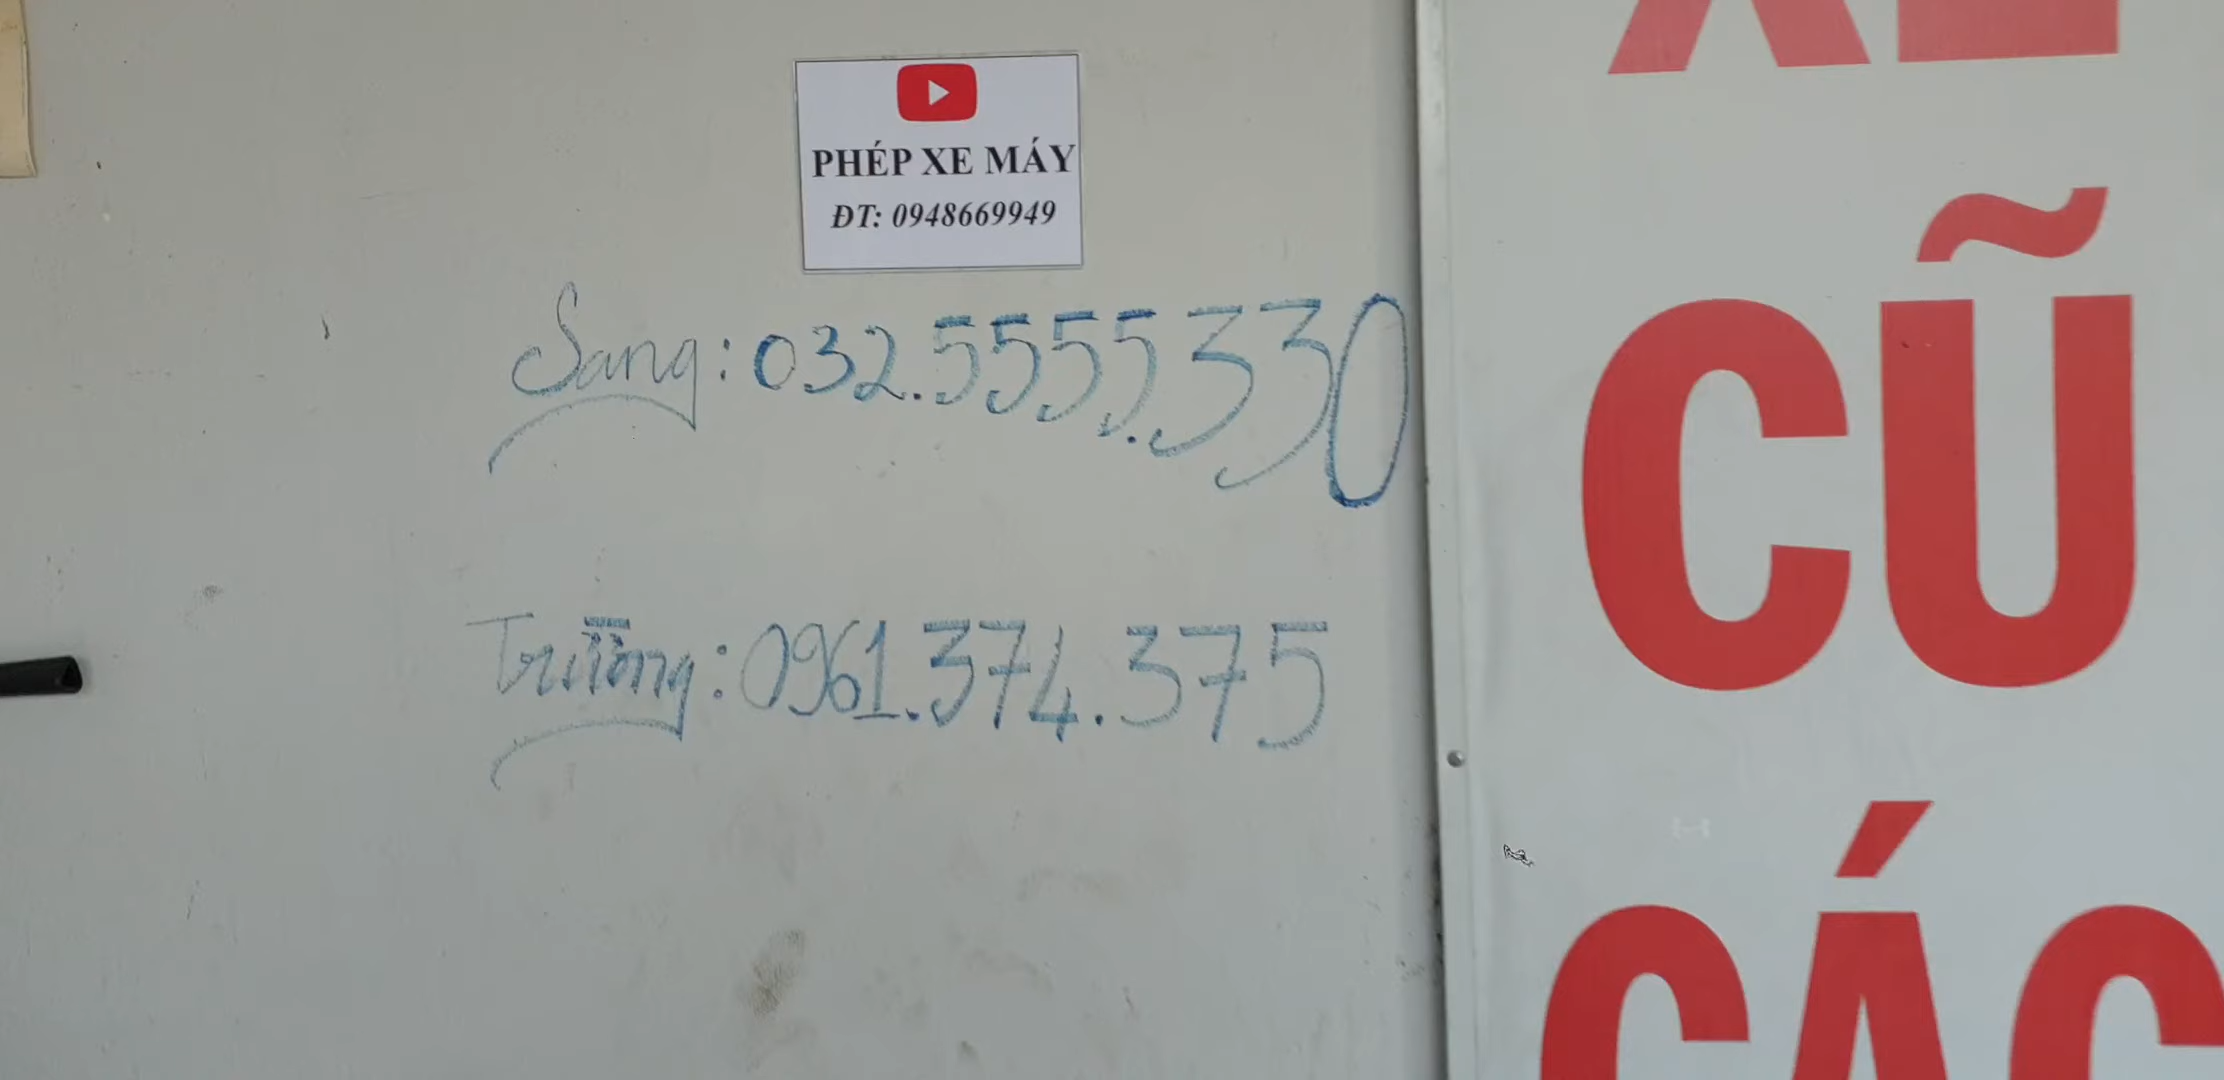 PHÉP XE MÁY
ĐT: 0948669949
Sang: 032.5555.330
Trường: 0961.374.375
XE
CŨ
CÁC